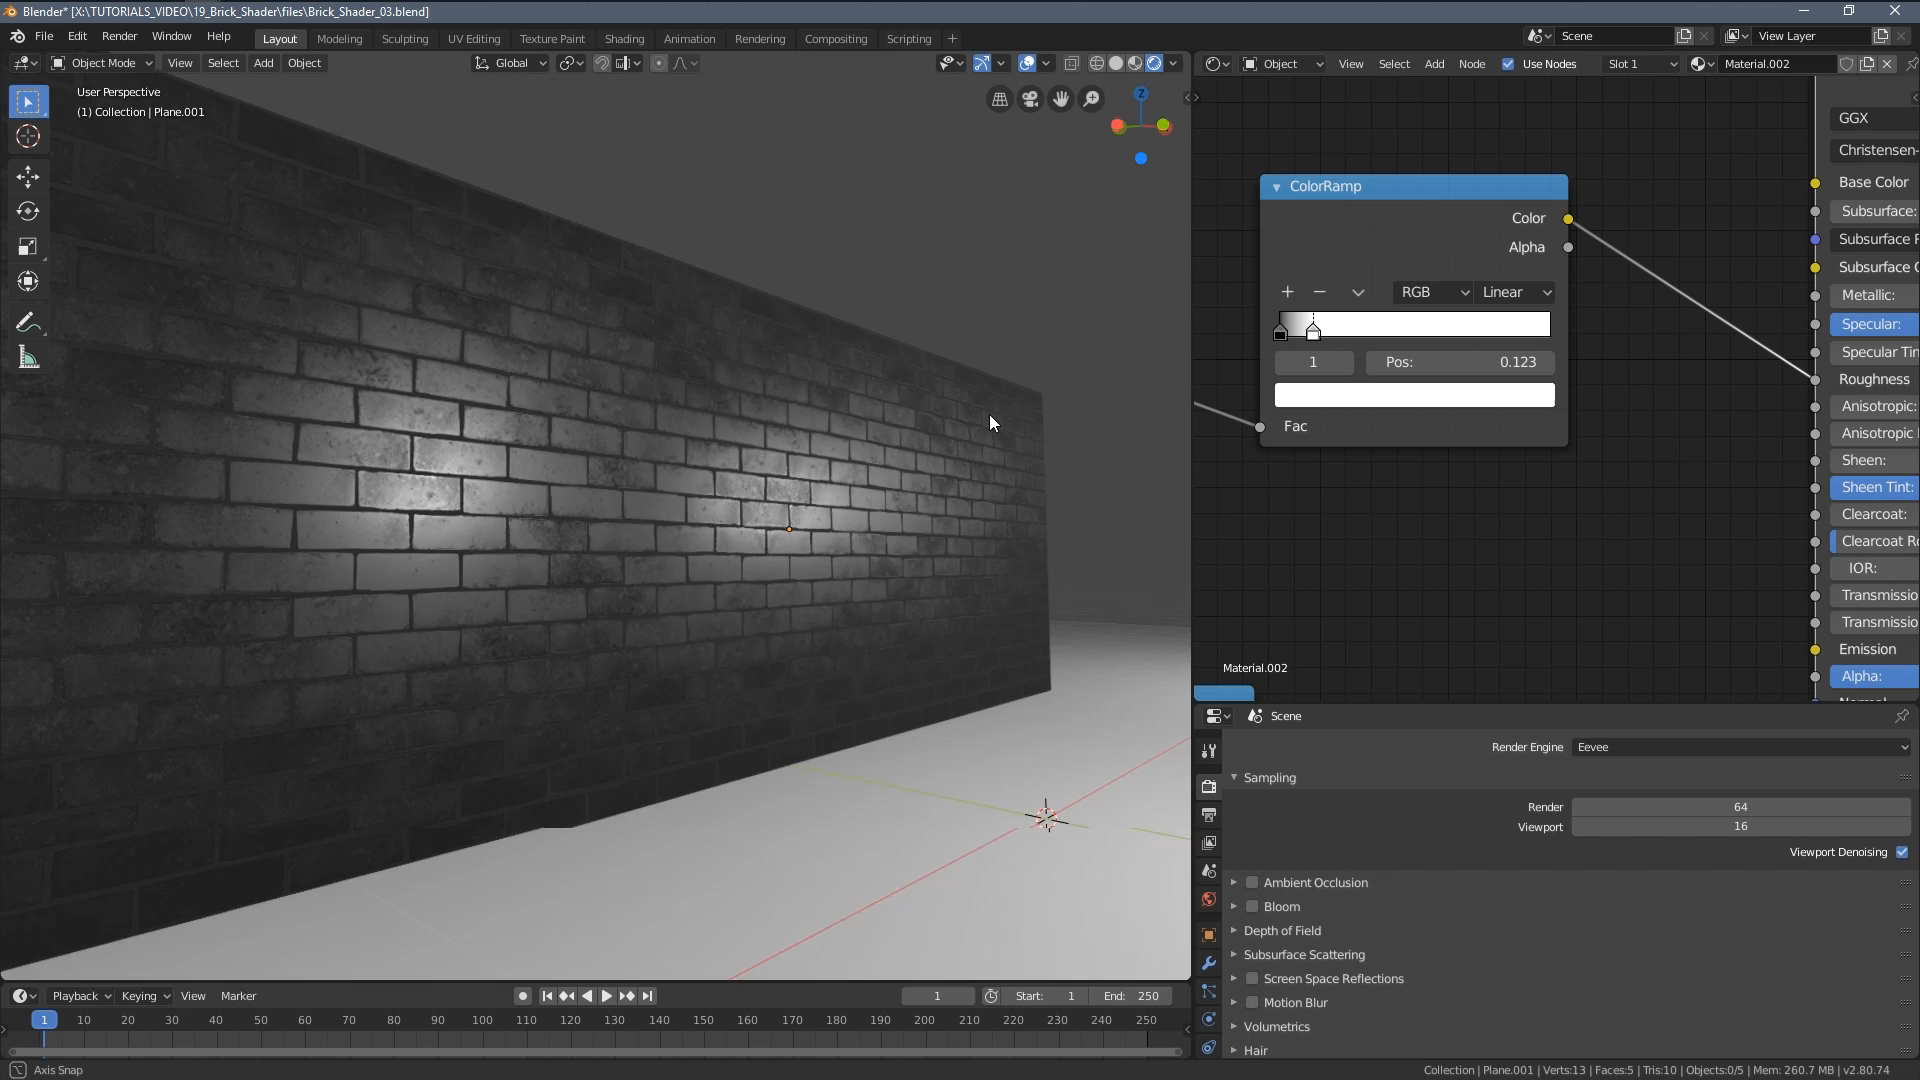 Blender* [X:\TUTORIALS_VIDEO\19_Brick_Shader\files\Brick_Shader_03.blend]
File Edit Render Window Help Layout Modeling Sculpting UV Editing Texture Paint Shading Animation Rendering Compositing Scripting + Scene View Layer
Object Mode View Select Add Object Global Object View Select Add Node Use Nodes Slot 1 Material.002
User Perspective
(1) Collection | Plane.001
Z
ColorRamp
Color
Alpha
+ − RGB Linear
1 Pos: 0.123
Fac
GGX
Christensen-
Base Color
Subsurface:
Subsurface
Subsurface
Metallic:
Specular:
Specular
Roughness
Anisotropic:
Anisotropic
Sheen:
Sheen Tint:
Clearcoat:
Clearcoat
IOR:
Transmissio
Transmissio
Emission
Alpha:
Material.002
Scene
Render Engine Eevee
Sampling
Render 64
Viewport 16
Viewport Denoising
Ambient Occlusion
Bloom
Depth of Field
Subsurface Scattering
Screen Space Reflections
Motion Blur
Volumetrics
Hair
Playback Keying View Marker 1 Start: 1 End: 250
1 10 20 30 40 50 60 70 80 90 100 110 120 130 140 150 160 170 180 190 200 210 220 230 240 250
Axis Snap
Collection | Plane.001 | Verts:13 | Faces:5 | Tris:10 | Objects:0/5 | Mem: 260.7 MB | v2.80.74